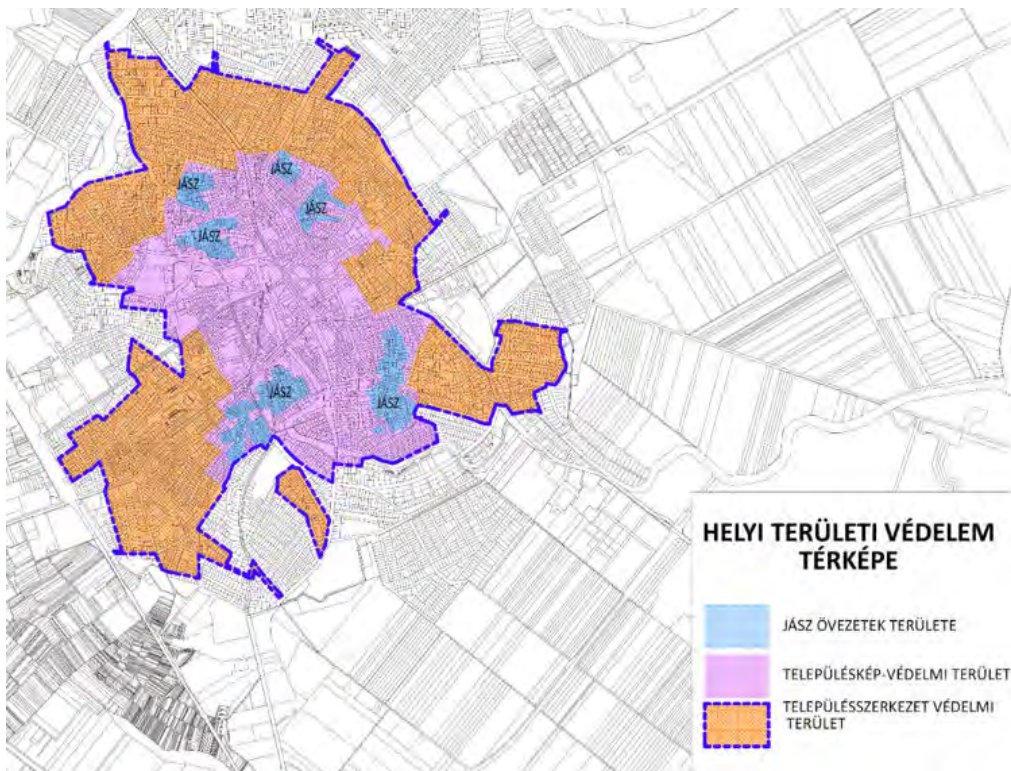 JÁSZ
JÁSZ
JÁSZ
JÁSZ
JÁSZ
JÁSZ
HELYI TERÜLETI VÉDELEM
TÉRKÉPE
JÁSZ ÖVEZETEK TERÜLETE
TELEPÜLÉSKÉP-VÉDELMI TERÜLET
TELEPÜLÉSSZERKEZET VÉDELMI
TERÜLET